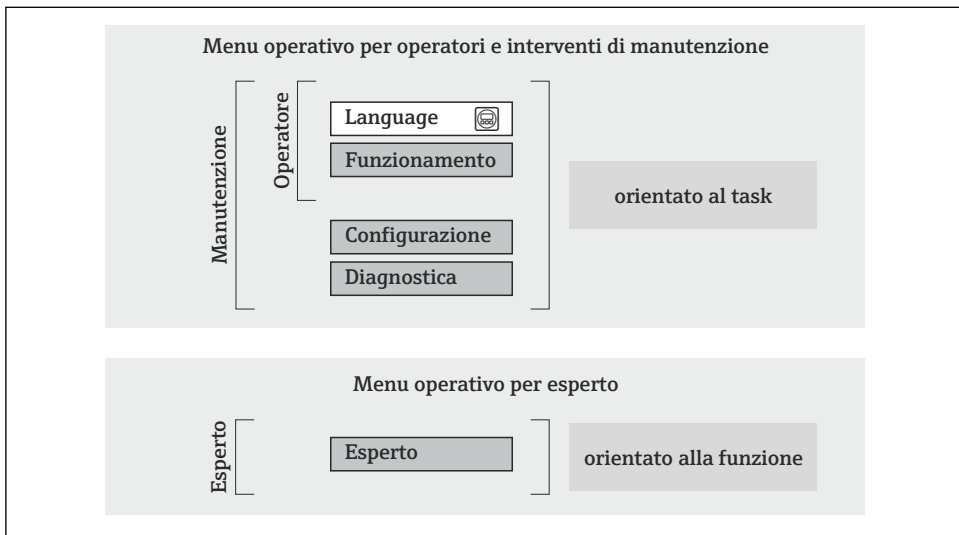 Menu operativo per operatori e interventi di manutenzione
Manutenzione
Operatore
Language
Funzionamento
Configurazione
Diagnostica
orientato al task
Menu operativo per esperto
Esperto
Esperto
orientato alla funzione